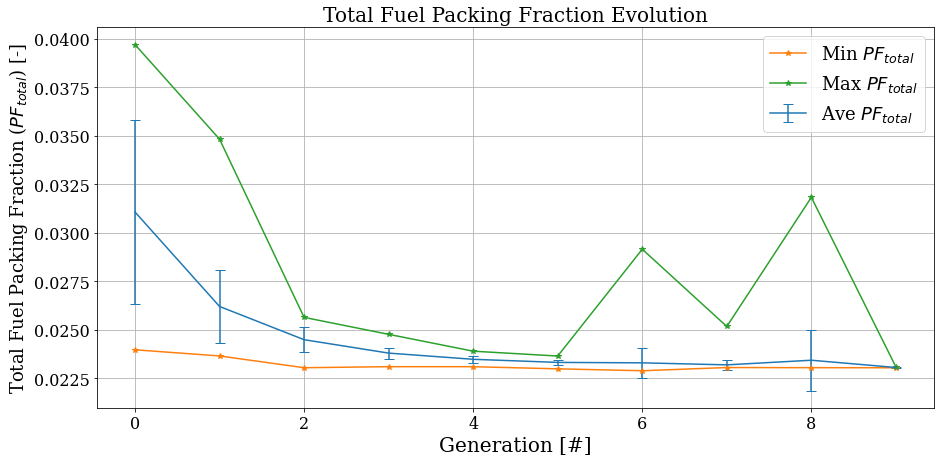 Total Fuel Packing Fraction Evolution
Total Fuel Packing Fraction (PF_total) [-]
0.0400
0.0375
0.0350
0.0325
0.0300
0.0275
0.0250
0.0225
Min PF_total
Max PF_total
Ave PF_total
0 2 4 6 8
Generation [#]